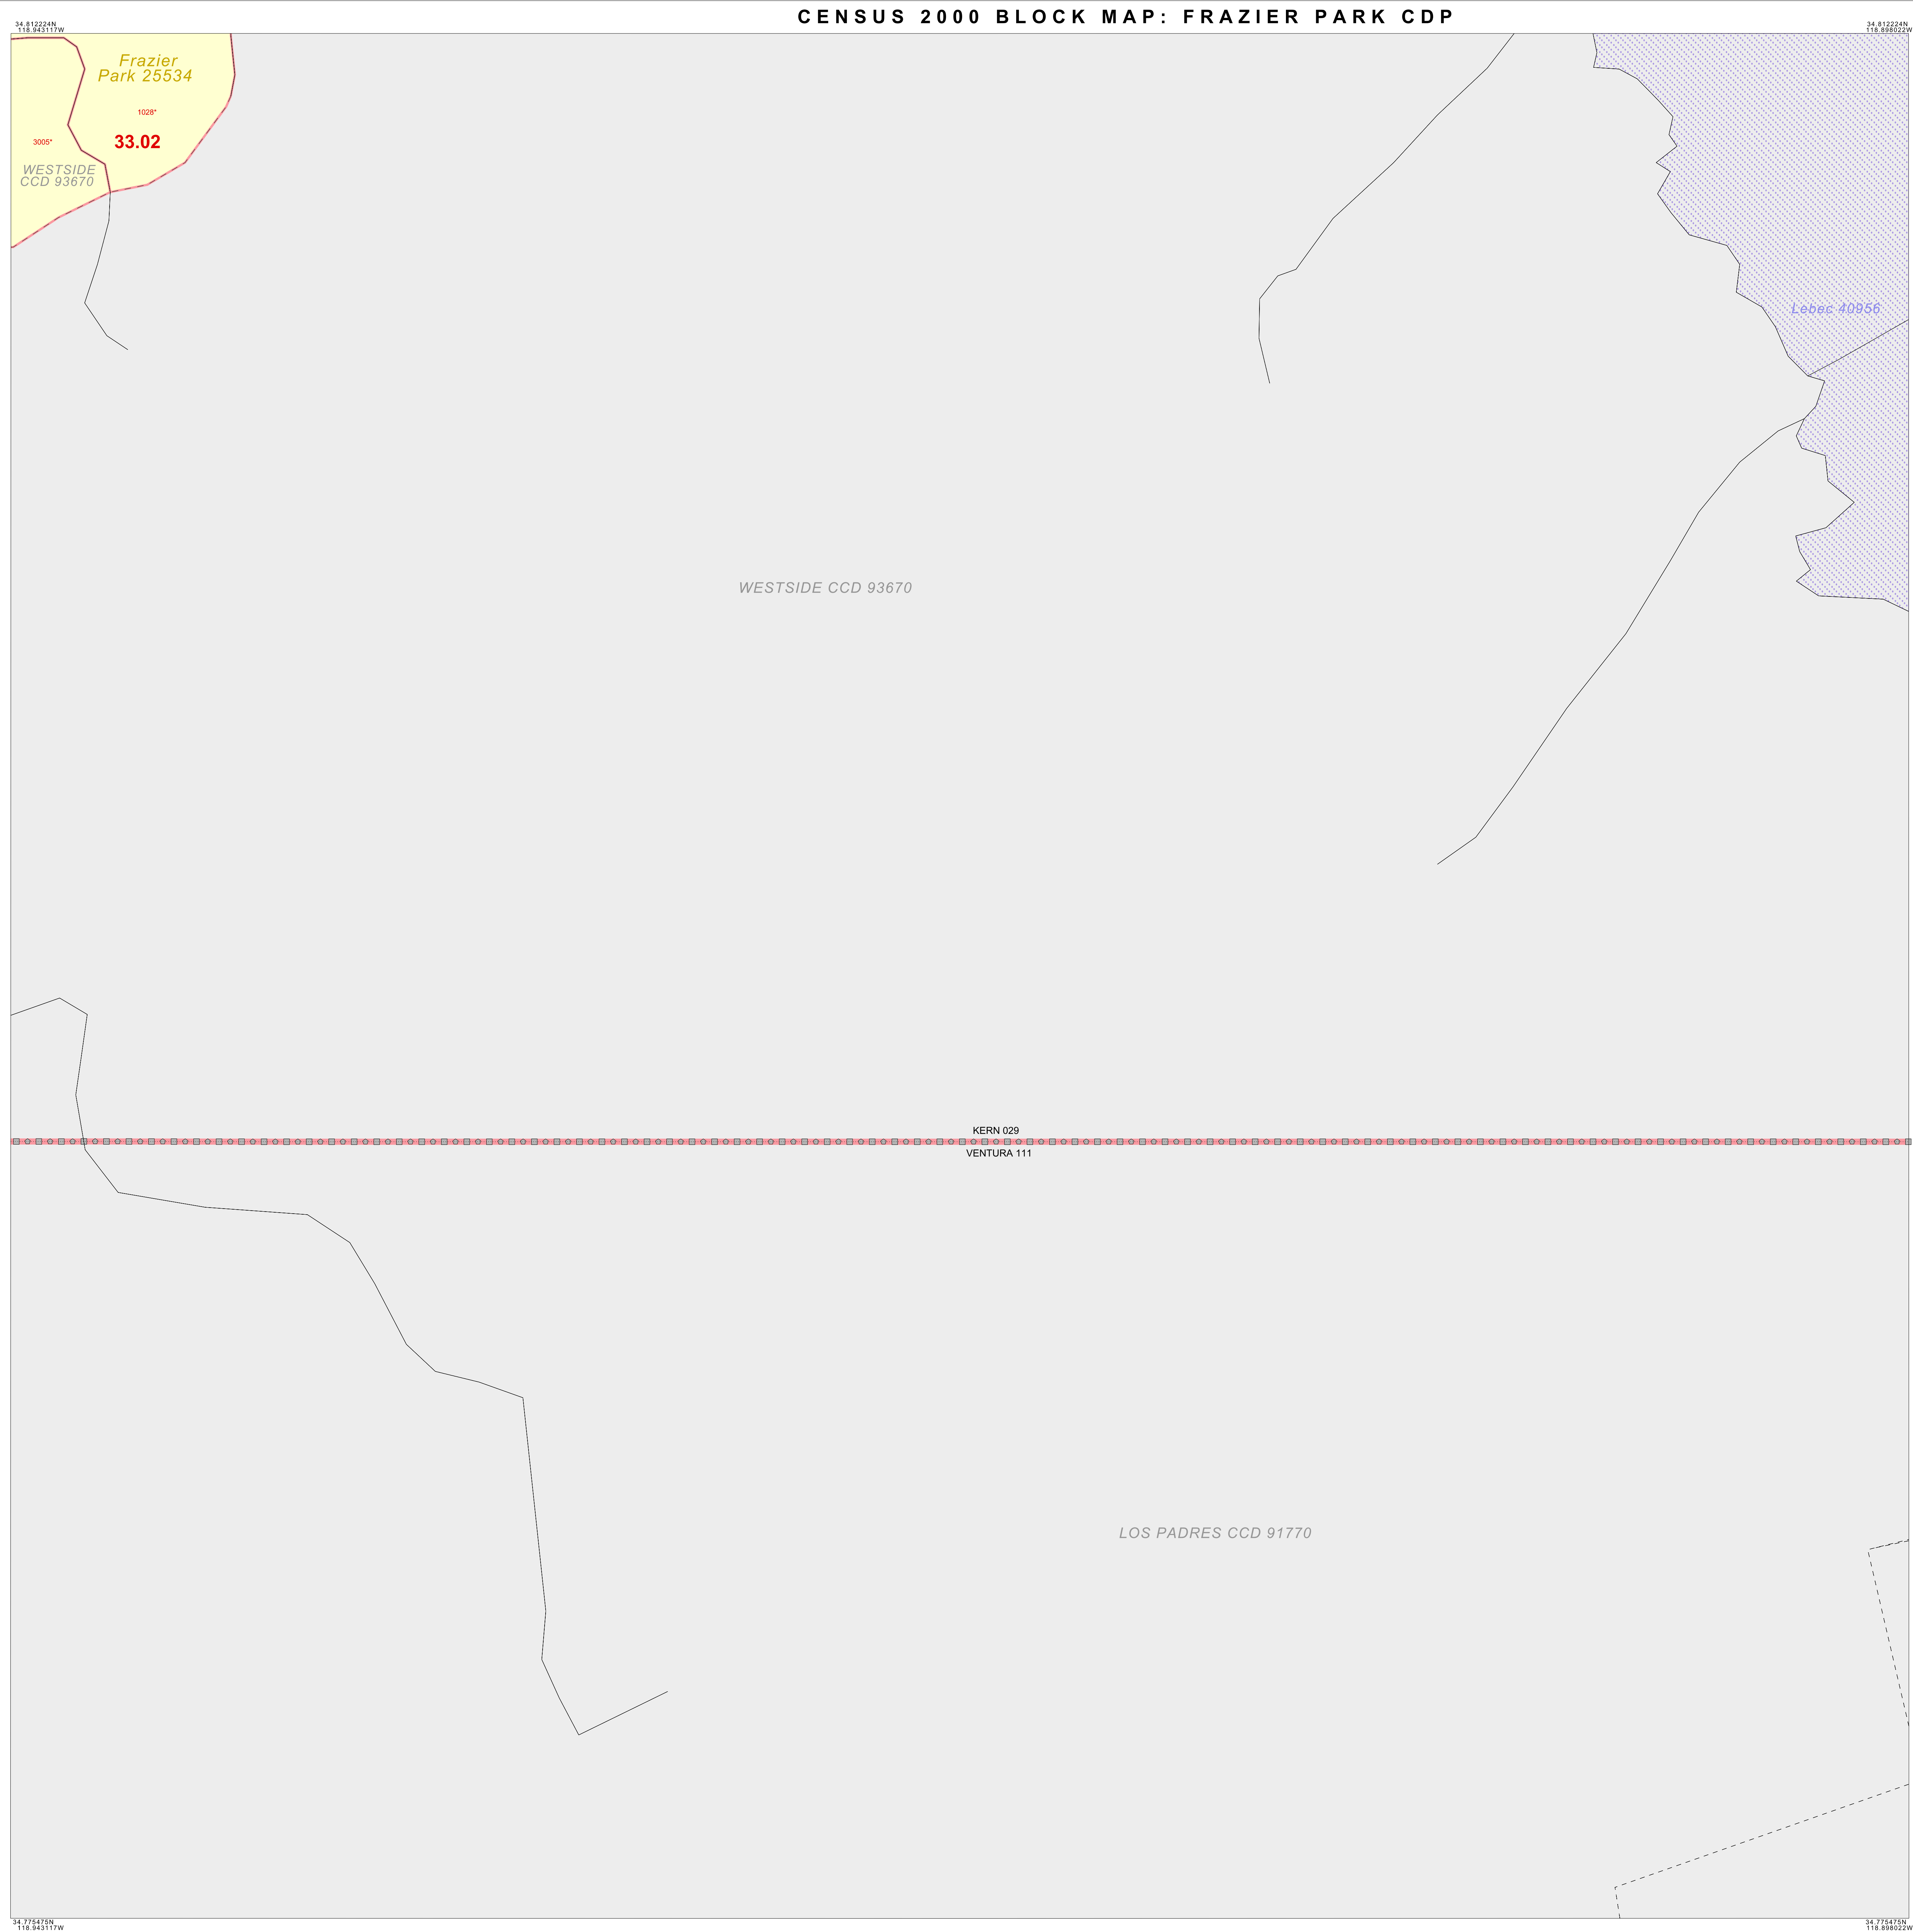 CENSUS 2000 BLOCK MAP: FRAZIER PARK CDP
34.812224N
118.943117W
34.812224N
118.898022W
Frazier
Park 25534
1028*
33.02
3005*
WESTSIDE
CCD 93670
Lebec 40956
WESTSIDE CCD 93670
KERN 029
VENTURA 111
LOS PADRES CCD 91770
34.775475N
118.943117W
34.775475N
118.898022W